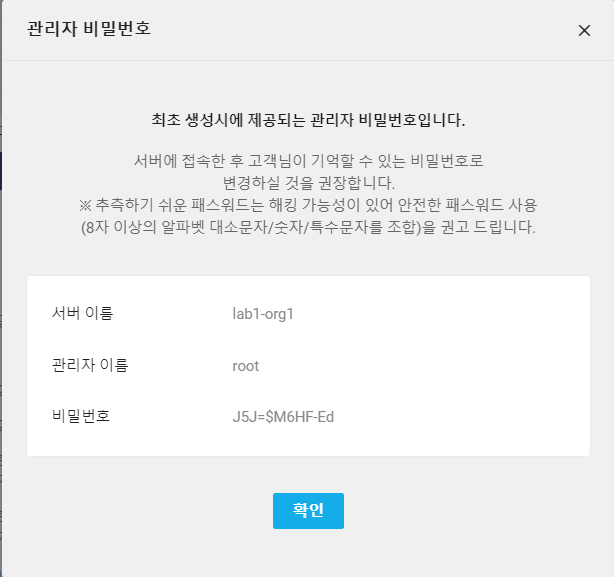 관리자 비밀번호
최초 생성시에 제공되는 관리자 비밀번호입니다.
서버에 접속한 후 고객님이 기억할 수 있는 비밀번호로
변경하실 것을 권장합니다.
※ 추측하기 쉬운 패스워드는 해킹 가능성이 있어 안전한 패스워드 사용
(8자 이상의 알파벳 대소문자/숫자/특수문자를 조합)을 권고 드립니다.
서버 이름 lab1-org1
관리자 이름 root
비밀번호 J5J=$M6HF-Ed
확인